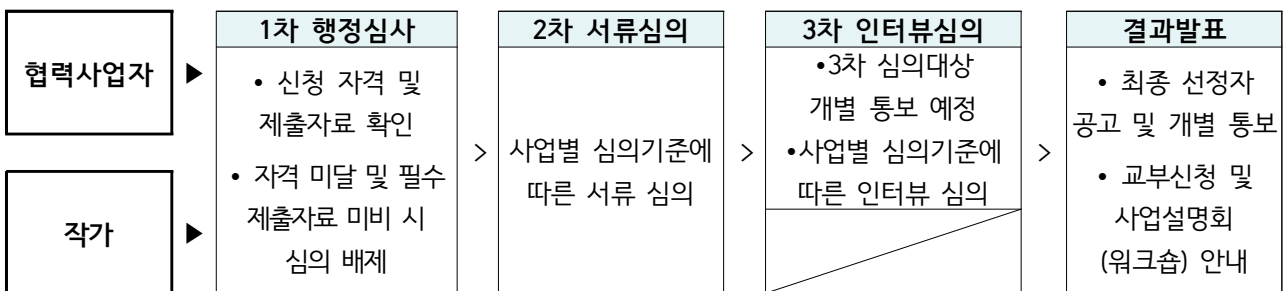 협력사업자
▶
작가
▶
1차 행정심사
• 신청 자격 및
제출자료 확인
• 자격 미달 및 필수
제출자료 미비 시
심의 배제
>
2차 서류심의
사업별 심의기준에
따른 서류 심의
>
3차 인터뷰심의
•3차 심의대상
개별 통보 예정
•사업별 심의기준에
따른 인터뷰 심의
>
결과발표
• 최종 선정자
공고 및 개별 통보
• 교부신청 및
사업설명회
(워크숍) 안내